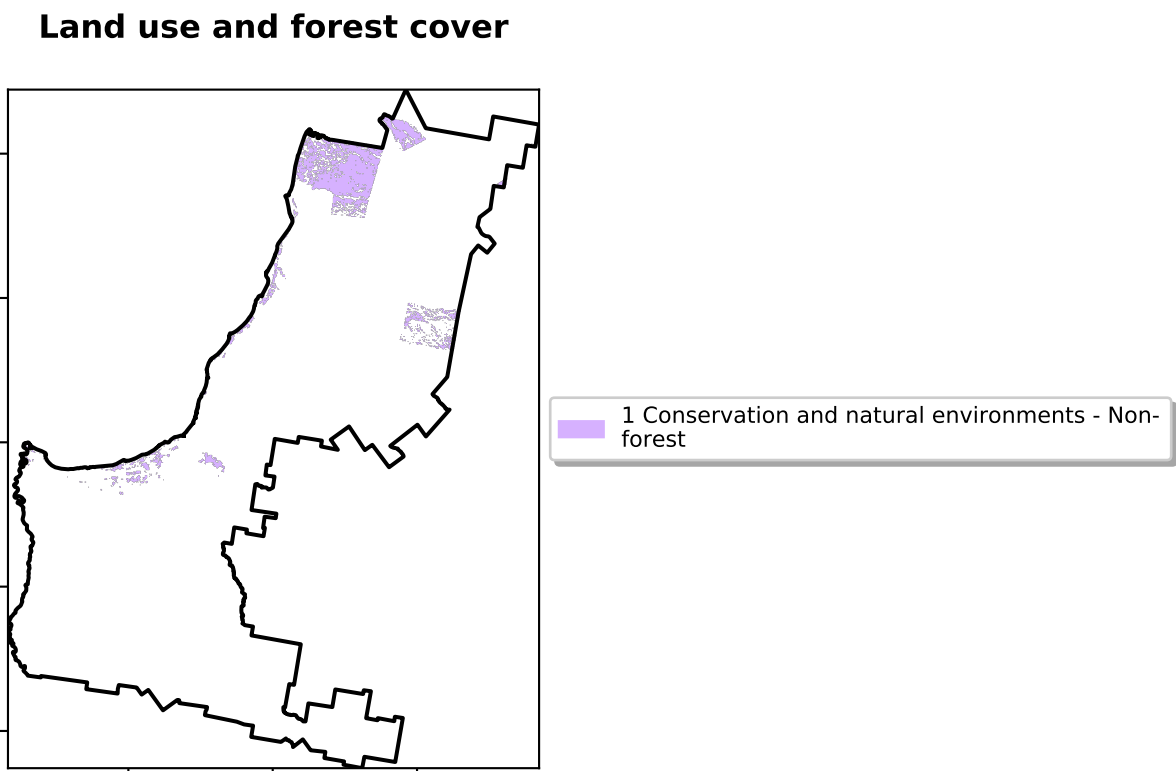 Land use and forest cover
1 Conservation and natural environments - Non-
forest